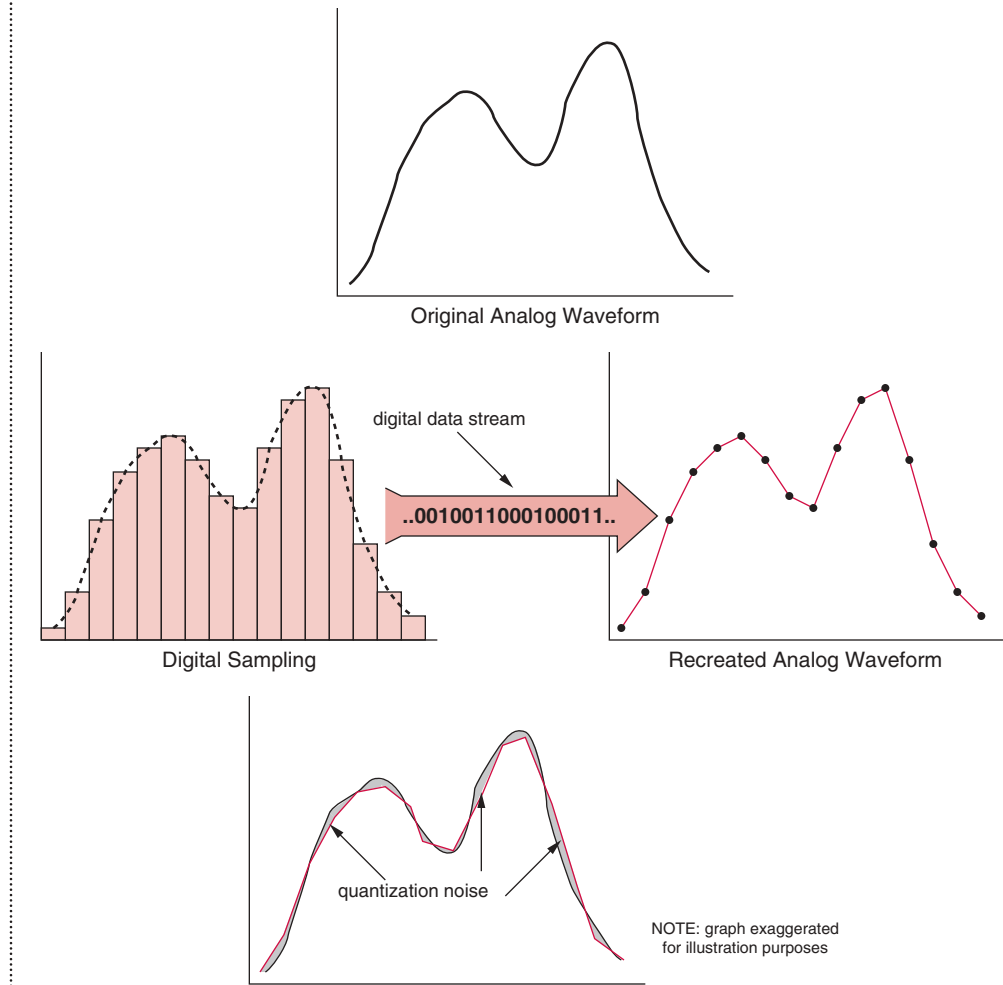 Original Analog Waveform
digital data stream
..0010011000100011..
Digital Sampling
Recreated Analog Waveform
quantization noise
NOTE: graph exaggerated
for illustration purposes